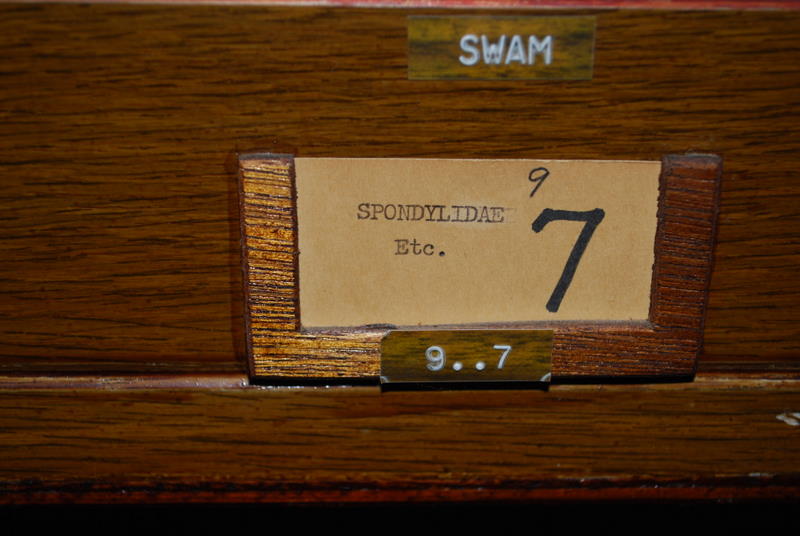 SWAM
9
SPONDYLIDAE
7
Etc.
9..7